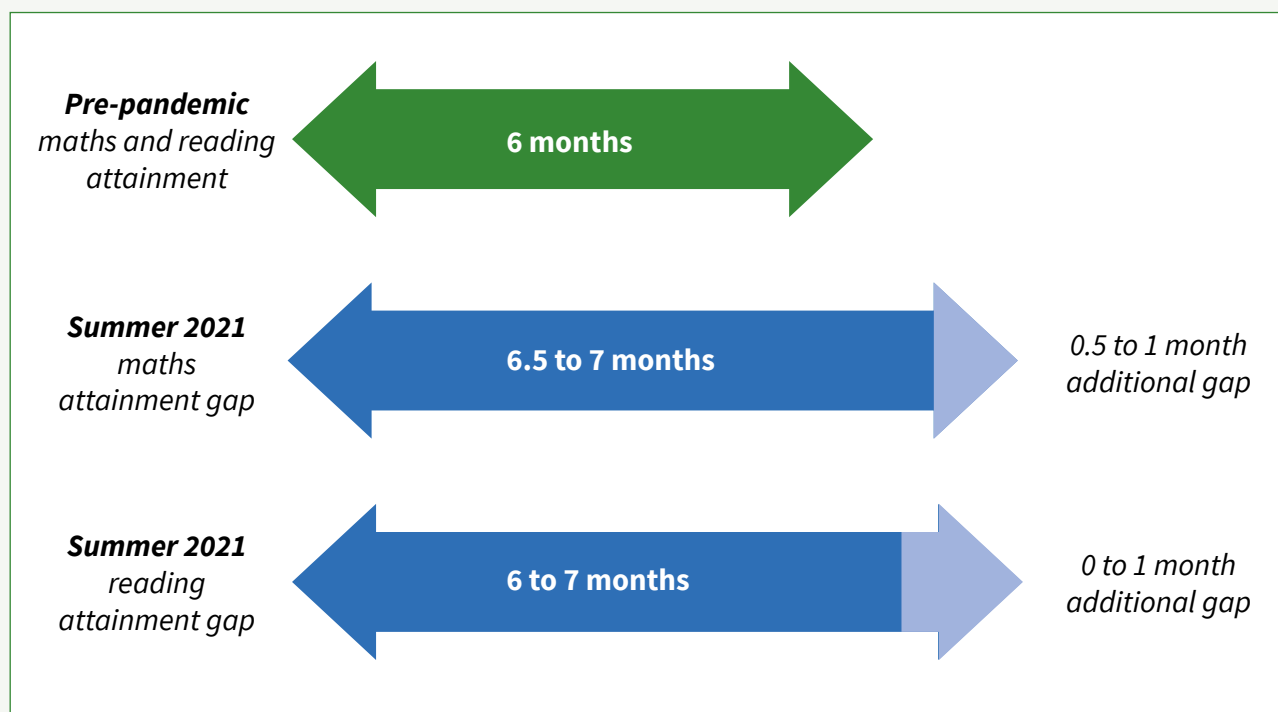 Pre-pandemic
maths and reading
attainment
6 months
Summer 2021
maths
attainment gap
6.5 to 7 months
0.5 to 1 month
additional gap
Summer 2021
reading
attainment gap
6 to 7 months
0 to 1 month
additional gap